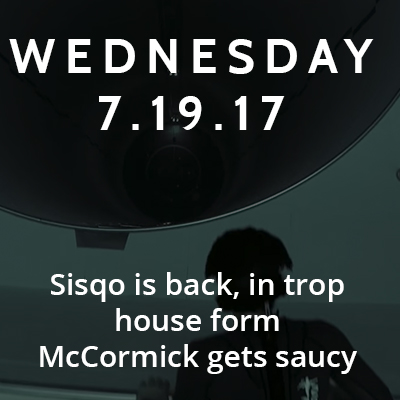 WEDNESDAY
7.19.17
Sisqo is back, in trop
house form
McCormick gets saucy